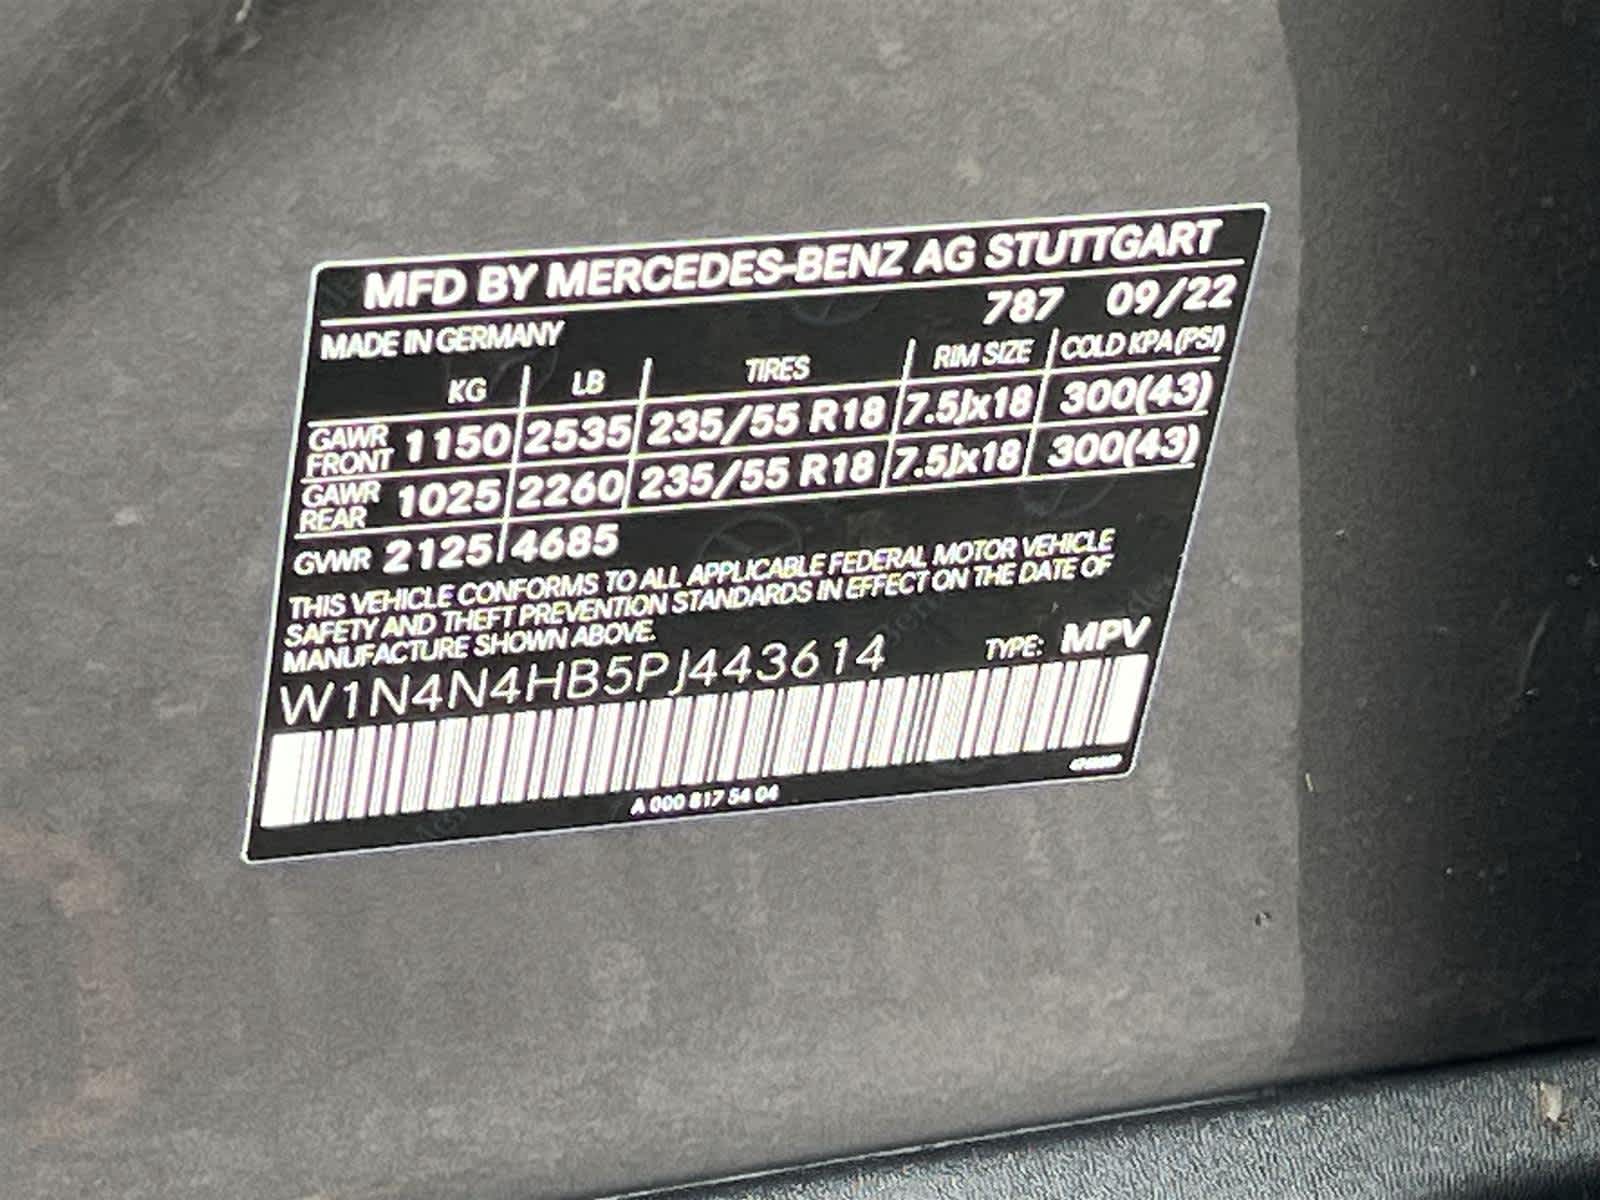 MFD BY MERCEDES-BENZ AG STUTTGART
MADE IN GERMANY 787 09/22
KG LB TIRES RIM SIZE COLD KPA (PSI)
GAWR FRONT 1150 2535 235/55 R18 7.5Jx18 300(43)
GAWR REAR 1025 2260 235/55 R18 7.5Jx18 300(43)
GVWR 2125 4685
THIS VEHICLE CONFORMS TO ALL APPLICABLE FEDERAL MOTOR VEHICLE
SAFETY AND THEFT PREVENTION STANDARDS IN EFFECT ON THE DATE OF
MANUFACTURE SHOWN ABOVE.
W1N4N4HB5PJ443614 TYPE: MPV
A 000 817 54 04